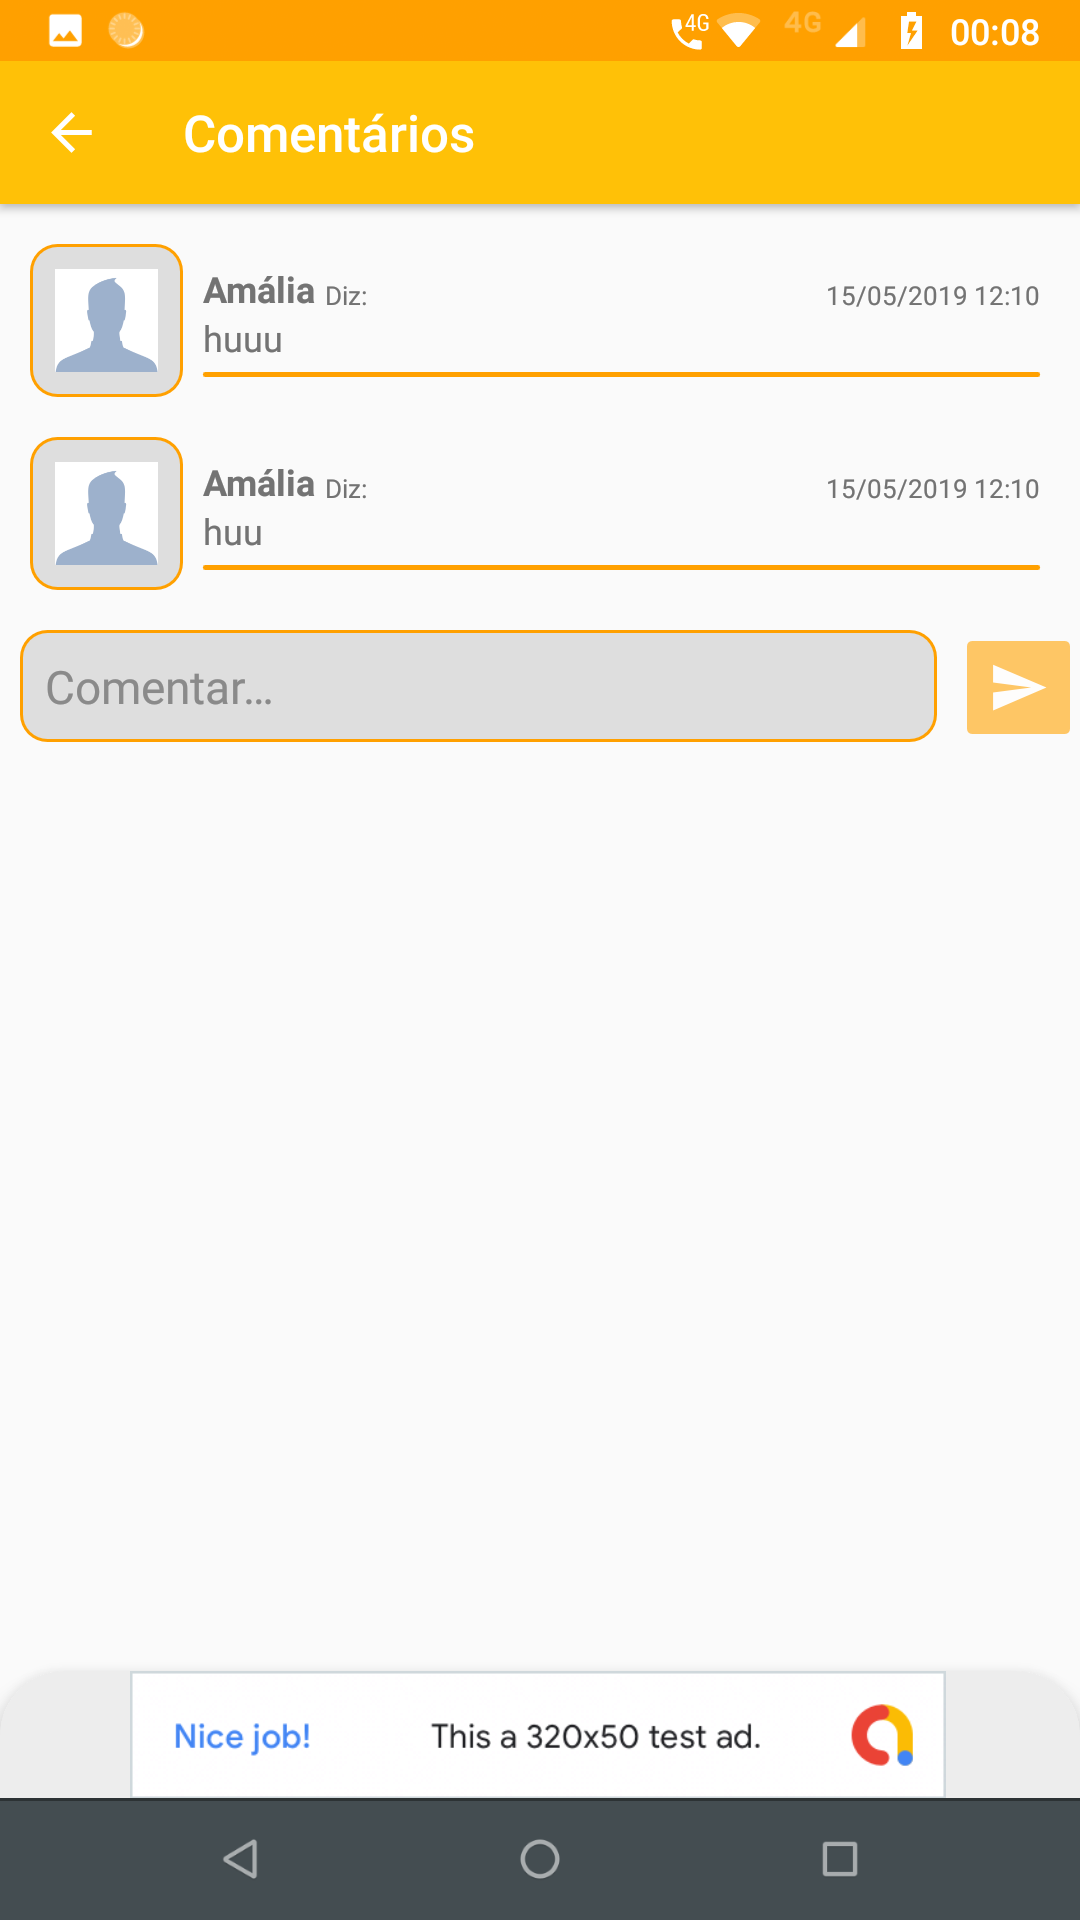 4G 4G 00:08
Comentários
Amália Diz: 15/05/2019 12:10
huuu
Amália Diz: 15/05/2019 12:10
huu
Comentar...
Nice job! This a 320x50 test ad.